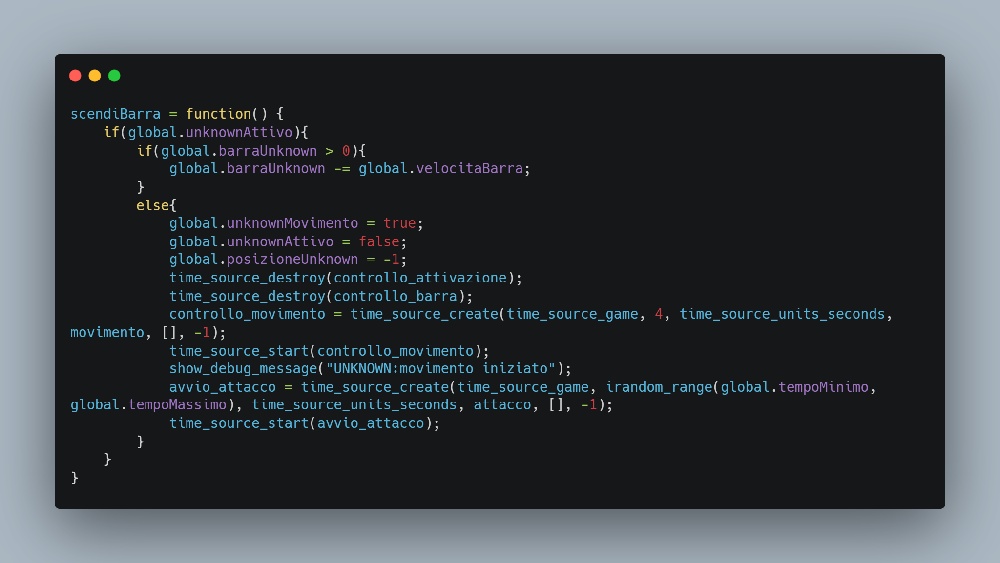 scendiBarra = function() {
    if(global.unknownAttivo){
        if(global.barraUnknown > 0){
            global.barraUnknown -= global.velocitaBarra;
        }
        else{
            global.unknownMovimento = true;
            global.unknownAttivo = false;
            global.posizioneUnknown = -1;
            time_source_destroy(controllo_attivazione);
            time_source_destroy(controllo_barra);
            controllo_movimento = time_source_create(time_source_game, 4, time_source_units_seconds,
movimento, [], -1);
            time_source_start(controllo_movimento);
            show_debug_message("UNKNOWN:movimento iniziato");
            avvio_attacco = time_source_create(time_source_game, irandom_range(global.tempoMinimo,
global.tempoMassimo), time_source_units_seconds, attacco, [], -1);
            time_source_start(avvio_attacco);
        }
    }
}